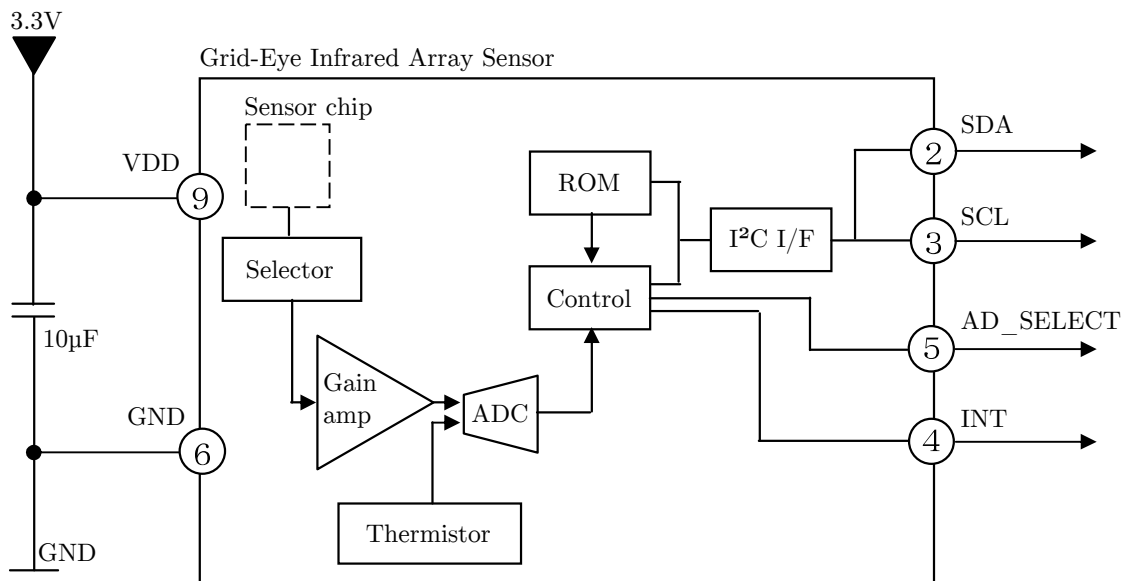 3.3V
Grid-Eye Infrared Array Sensor
Sensor chip
SDA
2
VDD
9
ROM
SCL
I²C I/F
3
Selector
Control
10µF
AD_SELECT
5
Gain
amp
ADC
GND
6
INT
4
Thermistor
GND